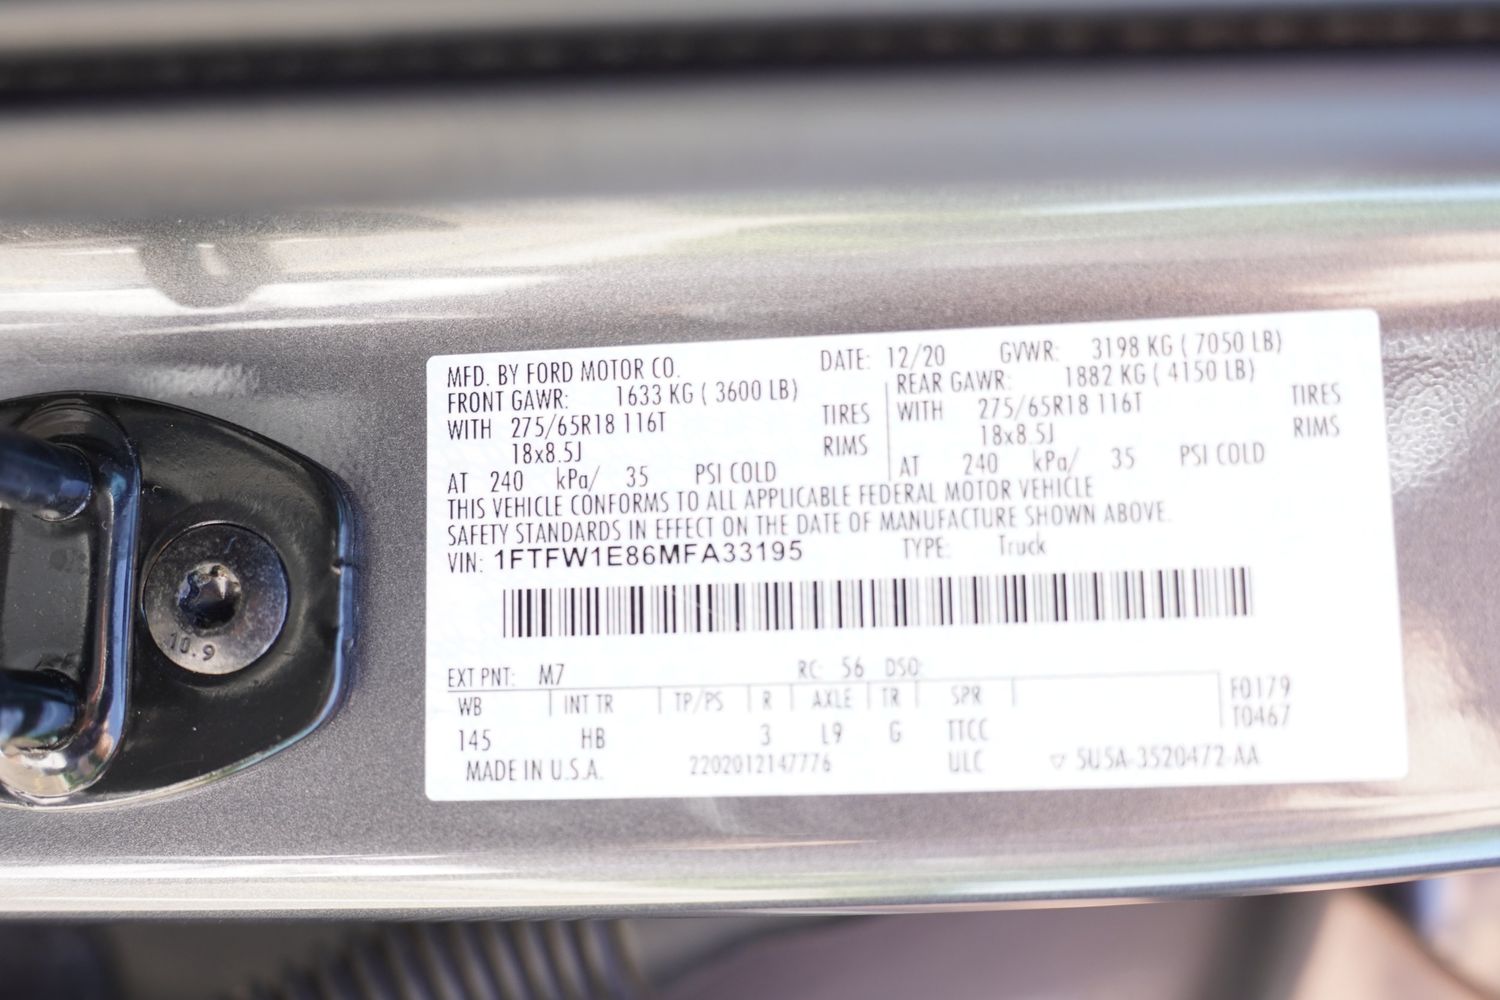 MFD. BY FORD MOTOR CO. DATE: 12/20 GVWR: 3198 KG ( 7050 LB)
FRONT GAWR: 1633 KG ( 3600 LB) REAR GAWR: 1882 KG ( 4150 LB)
WITH 275/65R18 116T TIRES WITH 275/65R18 116T TIRES
18x8.5J RIMS 18x8.5J RIMS
AT 240 kPa/ 35 PSI COLD AT 240 kPa/ 35 PSI COLD
THIS VEHICLE CONFORMS TO ALL APPLICABLE FEDERAL MOTOR VEHICLE
SAFETY STANDARDS IN EFFECT ON THE DATE OF MANUFACTURE SHOWN ABOVE.
VIN: 1FTFW1E86MFA33195 TYPE: Truck
EXT PNT: M7 RC: 56 DSO:
WB INT TR TP/PS R AXLE TR SPR F0179
T0467
145 HB 3 L9 G TTCC
MADE IN U.S.A. 2202012147776 ULC ▽ 5U5A-3520472-AA
10.9